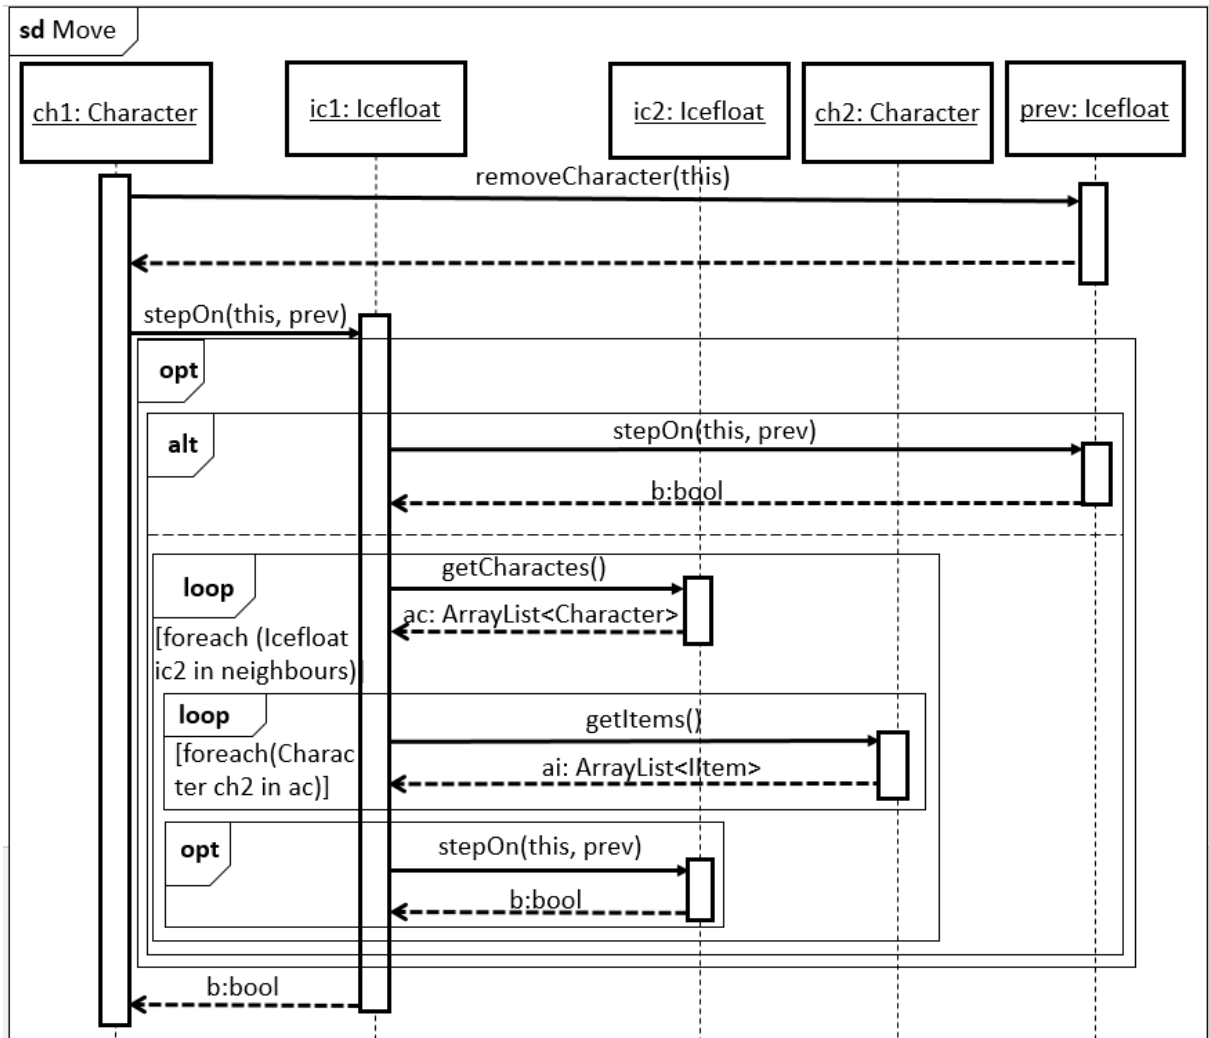 sd Move
ch1: Character
ic1: Icefloat
ic2: Icefloat
ch2: Character
prev: Icefloat
removeCharacter(this)
stepOn(this, prev)
opt
alt
stepOn(this, prev)
b:bool
loop
getCharactes()
ac: ArrayList<Character>
[foreach (Icefloat
ic2 in neighbours)
loop
getItems()
[foreach(Charac
ter ch2 in ac)]
ai: ArrayList<IItem>
opt
stepOn(this, prev)
b:bool
b:bool